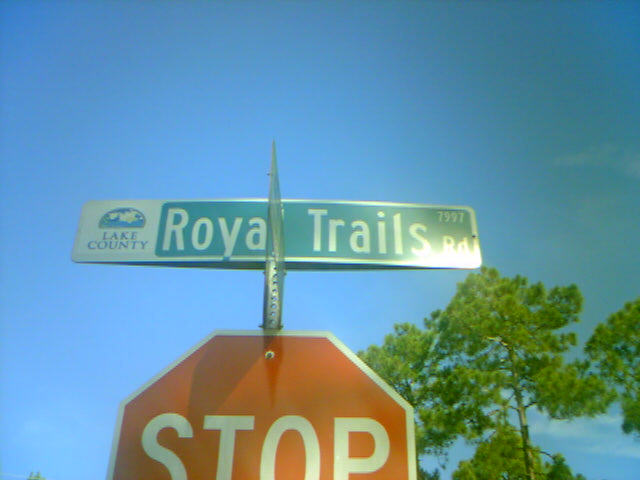 LAKE
COUNTY
Royal Trails Rd
7997
STOP